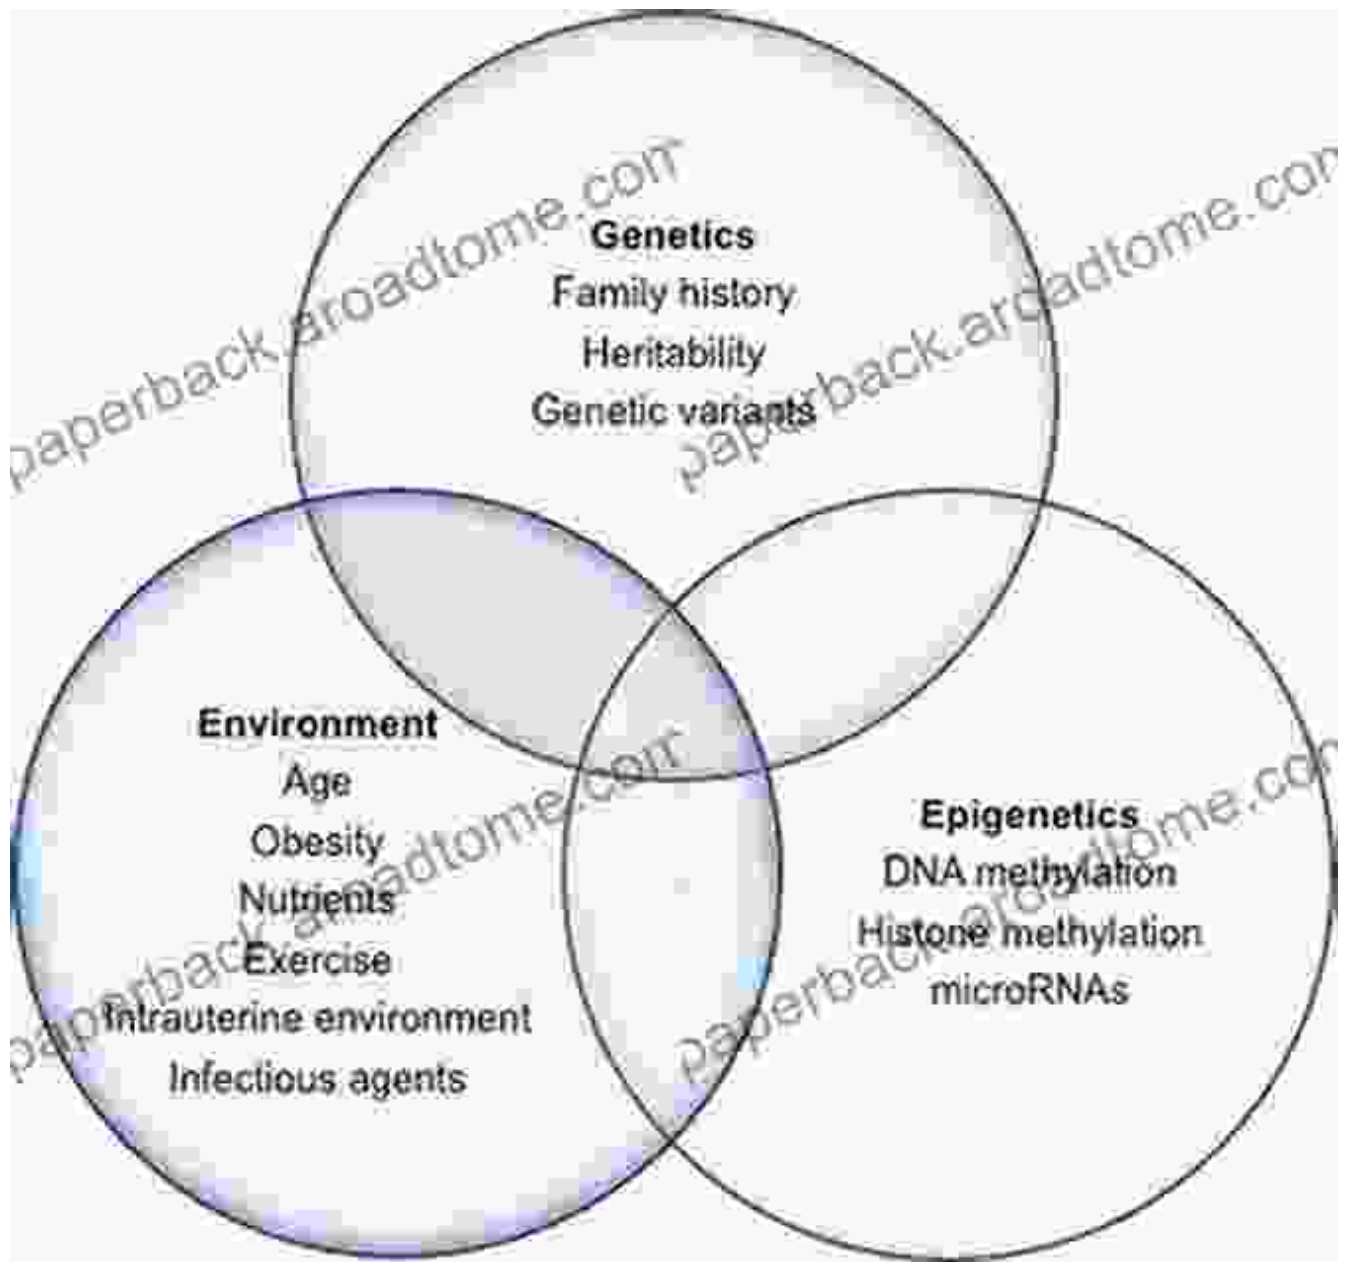 Genetics
Family history
Heritability
Genetic variants
Environment
Age
Obesity
Nutrients
Exercise
Intrauterine environment
Infectious agents
Epigenetics
DNA methylation
Histone methylation
microRNAs
paperback.aroadtome.com
paperback.aroadtome.com
paperback.aroadtome.com
paperback.aroadtome.com